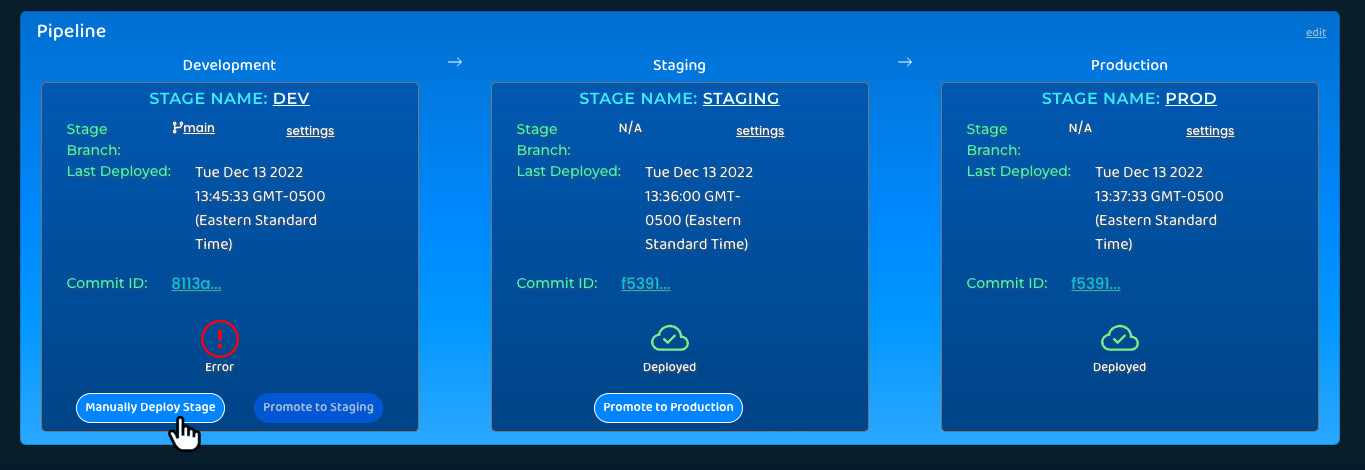 Pipeline
edit
Development
→
Staging
→
Production
STAGE NAME: DEV
Stage Branch:
main
settings
Last Deployed:
Tue Dec 13 2022
13:45:33 GMT-0500
(Eastern Standard
Time)
Commit ID:
8113a...
Error
Manually Deploy Stage
Promote to Staging
STAGE NAME: STAGING
Stage Branch:
N/A
settings
Last Deployed:
Tue Dec 13 2022
13:36:00 GMT-
0500 (Eastern
Standard Time)
Commit ID:
f5391...
Deployed
Promote to Production
STAGE NAME: PROD
Stage Branch:
N/A
settings
Last Deployed:
Tue Dec 13 2022
13:37:33 GMT-0500
(Eastern Standard
Time)
Commit ID:
f5391...
Deployed